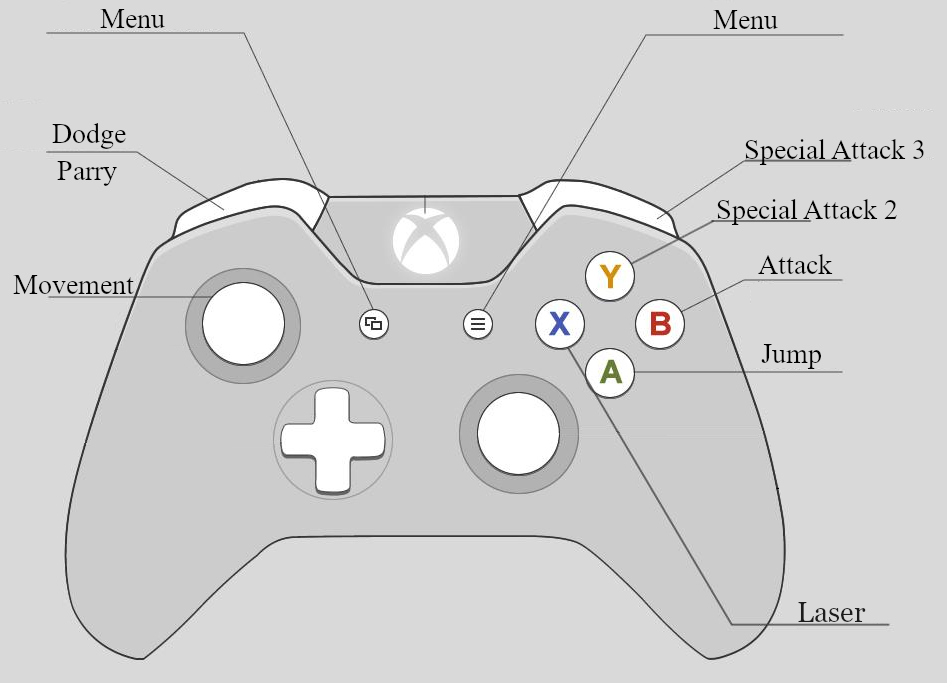 Menu
Menu
Dodge
Parry
Special Attack 3
Special Attack 2
Attack
Movement
Y
X
B
Jump
A
Laser